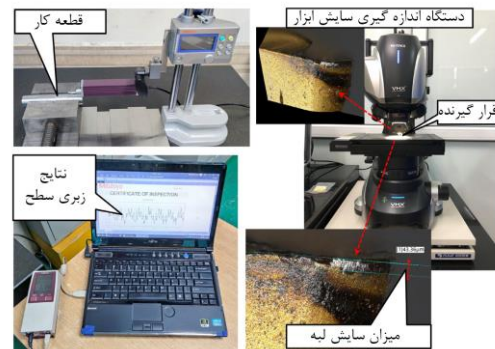 قطعه کار
دستگاه اندازه گیری سایش ابزار
قرار گیرنده
نتایج
زبری سطح
CERTIFICATE OF INSPECTION
میزان سایش لبه